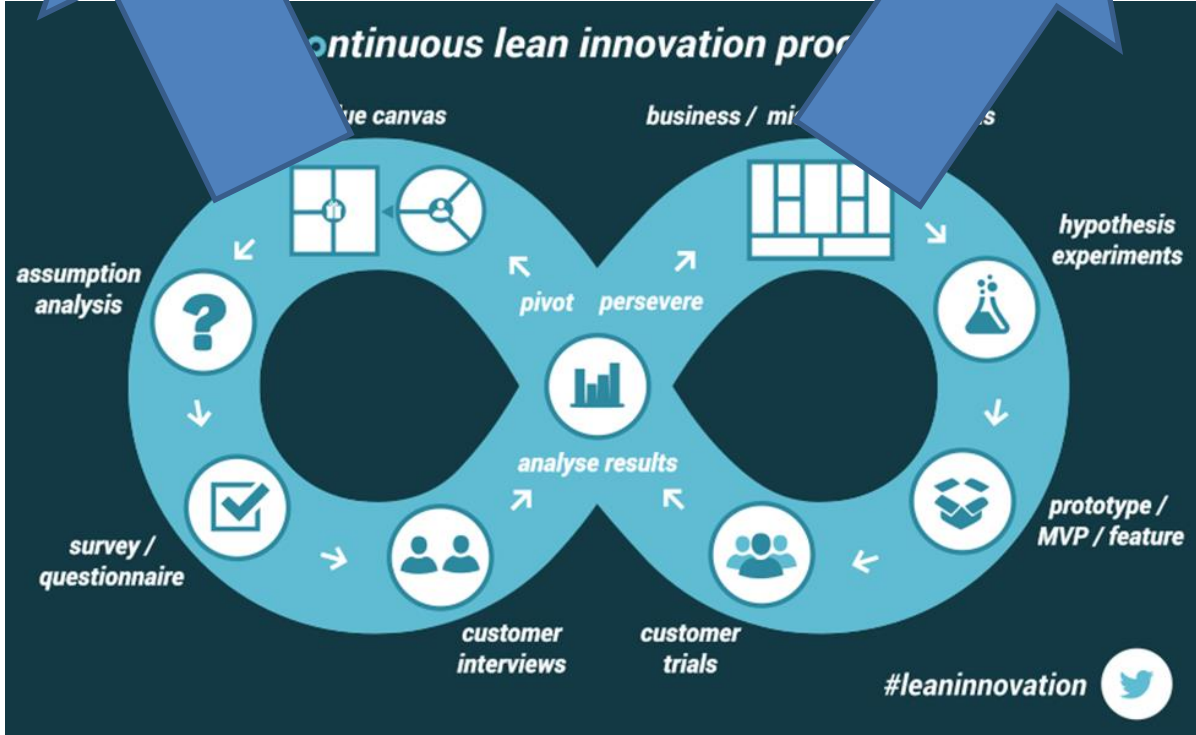 ontinuous lean innovation proc
ue canvas
business / mi
s
assumption
analysis
hypothesis
experiments
pivot
persevere
analyse results
survey /
questionnaire
prototype /
MVP / feature
customer
interviews
customer
trials
#leaninnovation